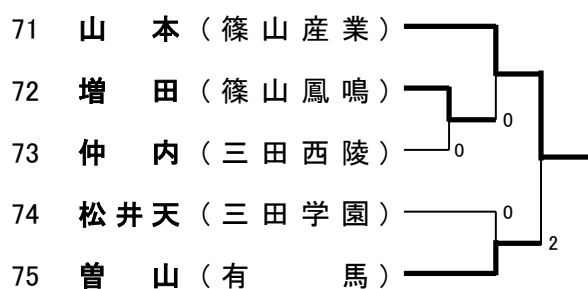 71 山本（篠山産業）
72 増田（篠山鳳鳴） 0
73 仲内（三田西陵） 0
74 松井天（三田学園） 0
75 曽山（有馬） 2